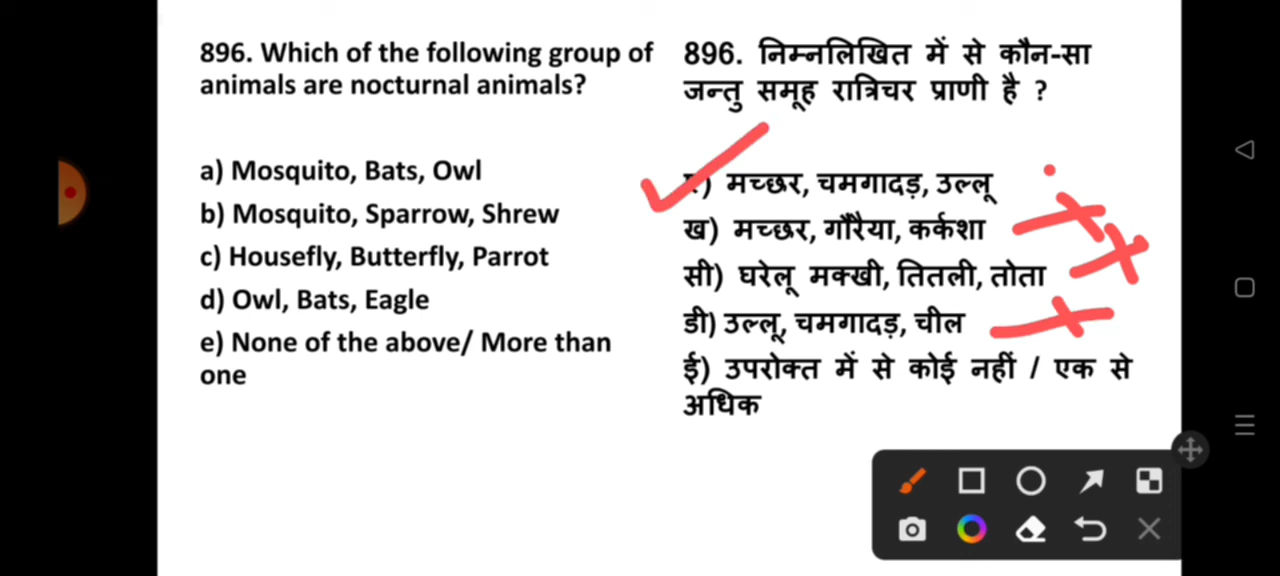 896. Which of the following group of
animals are nocturnal animals?
a) Mosquito, Bats, Owl
b) Mosquito, Sparrow, Shrew
c) Housefly, Butterfly, Parrot
d) Owl, Bats, Eagle
e) None of the above/ More than
one
896. निम्नलिखित में से कौन-सा
जन्तु समूह रात्रिचर प्राणी है ?
मच्छर, चमगादड़, उल्लू
ख) मच्छर, गौरैया, कर्कशा
सी) घरेलू मक्खी, तितली, तोता
डी) उल्लू, चमगादड़, चील
ई) उपरोक्त में से कोई नहीं / एक से
अधिक